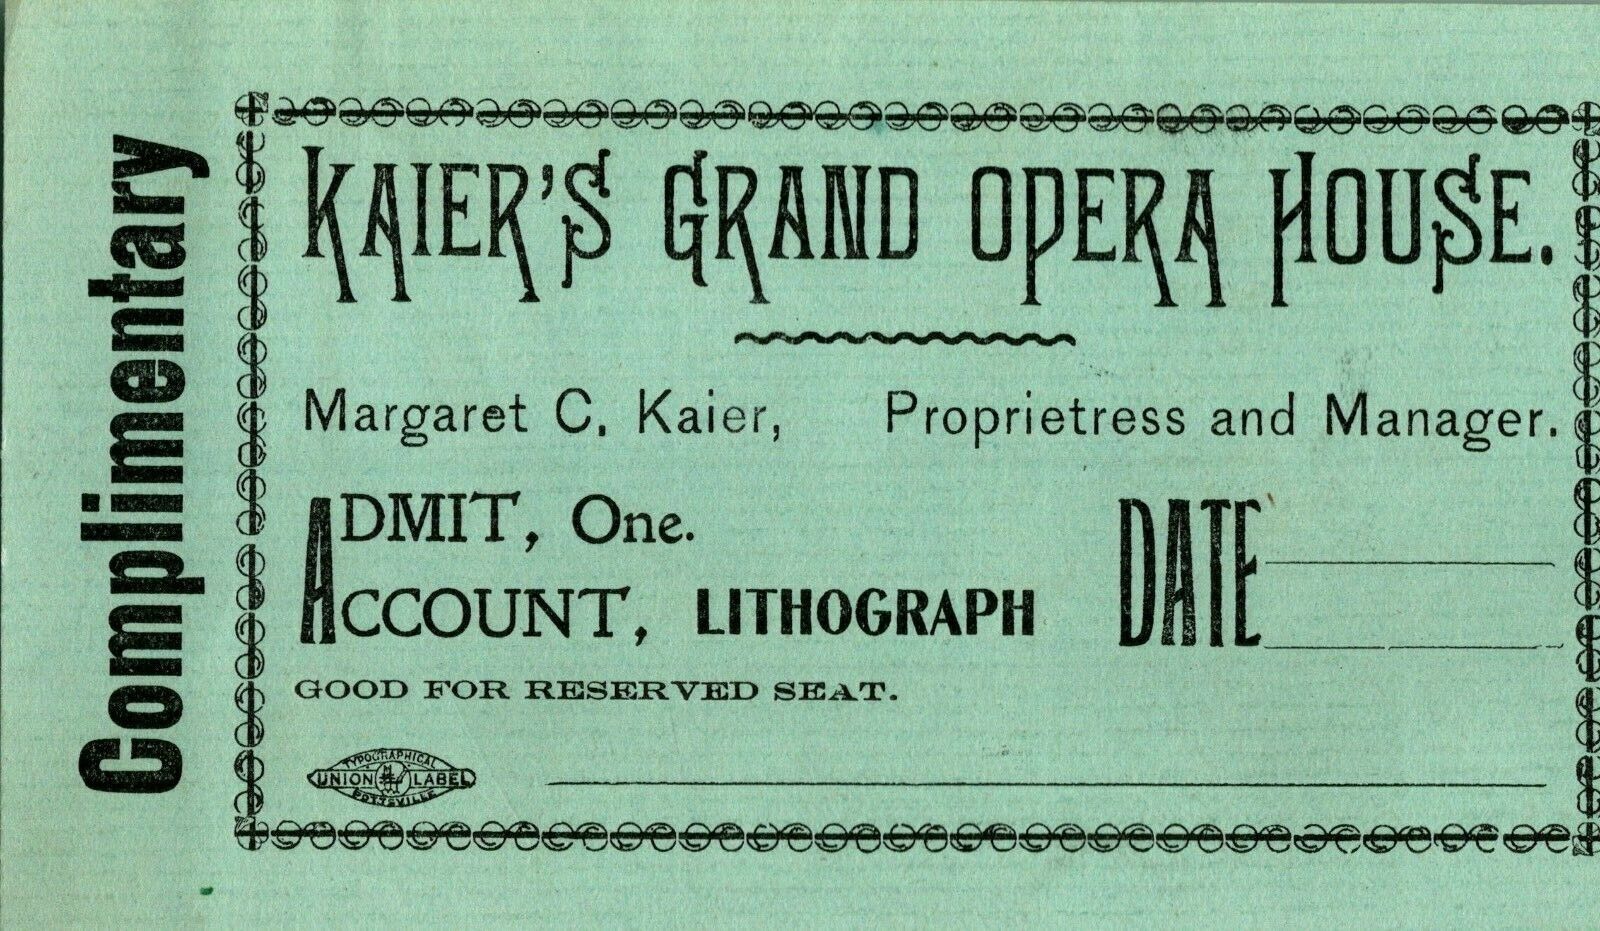 Complimentary
KAIER'S GRAND OPERA HOUSE.
Margaret C. Kaier, Proprietress and Manager.
ADMIT, One.
ACCOUNT, LITHOGRAPH
DATE
GOOD FOR RESERVED SEAT.
TYPOGRAPHICAL
UNION LABEL
POTTSVILLE